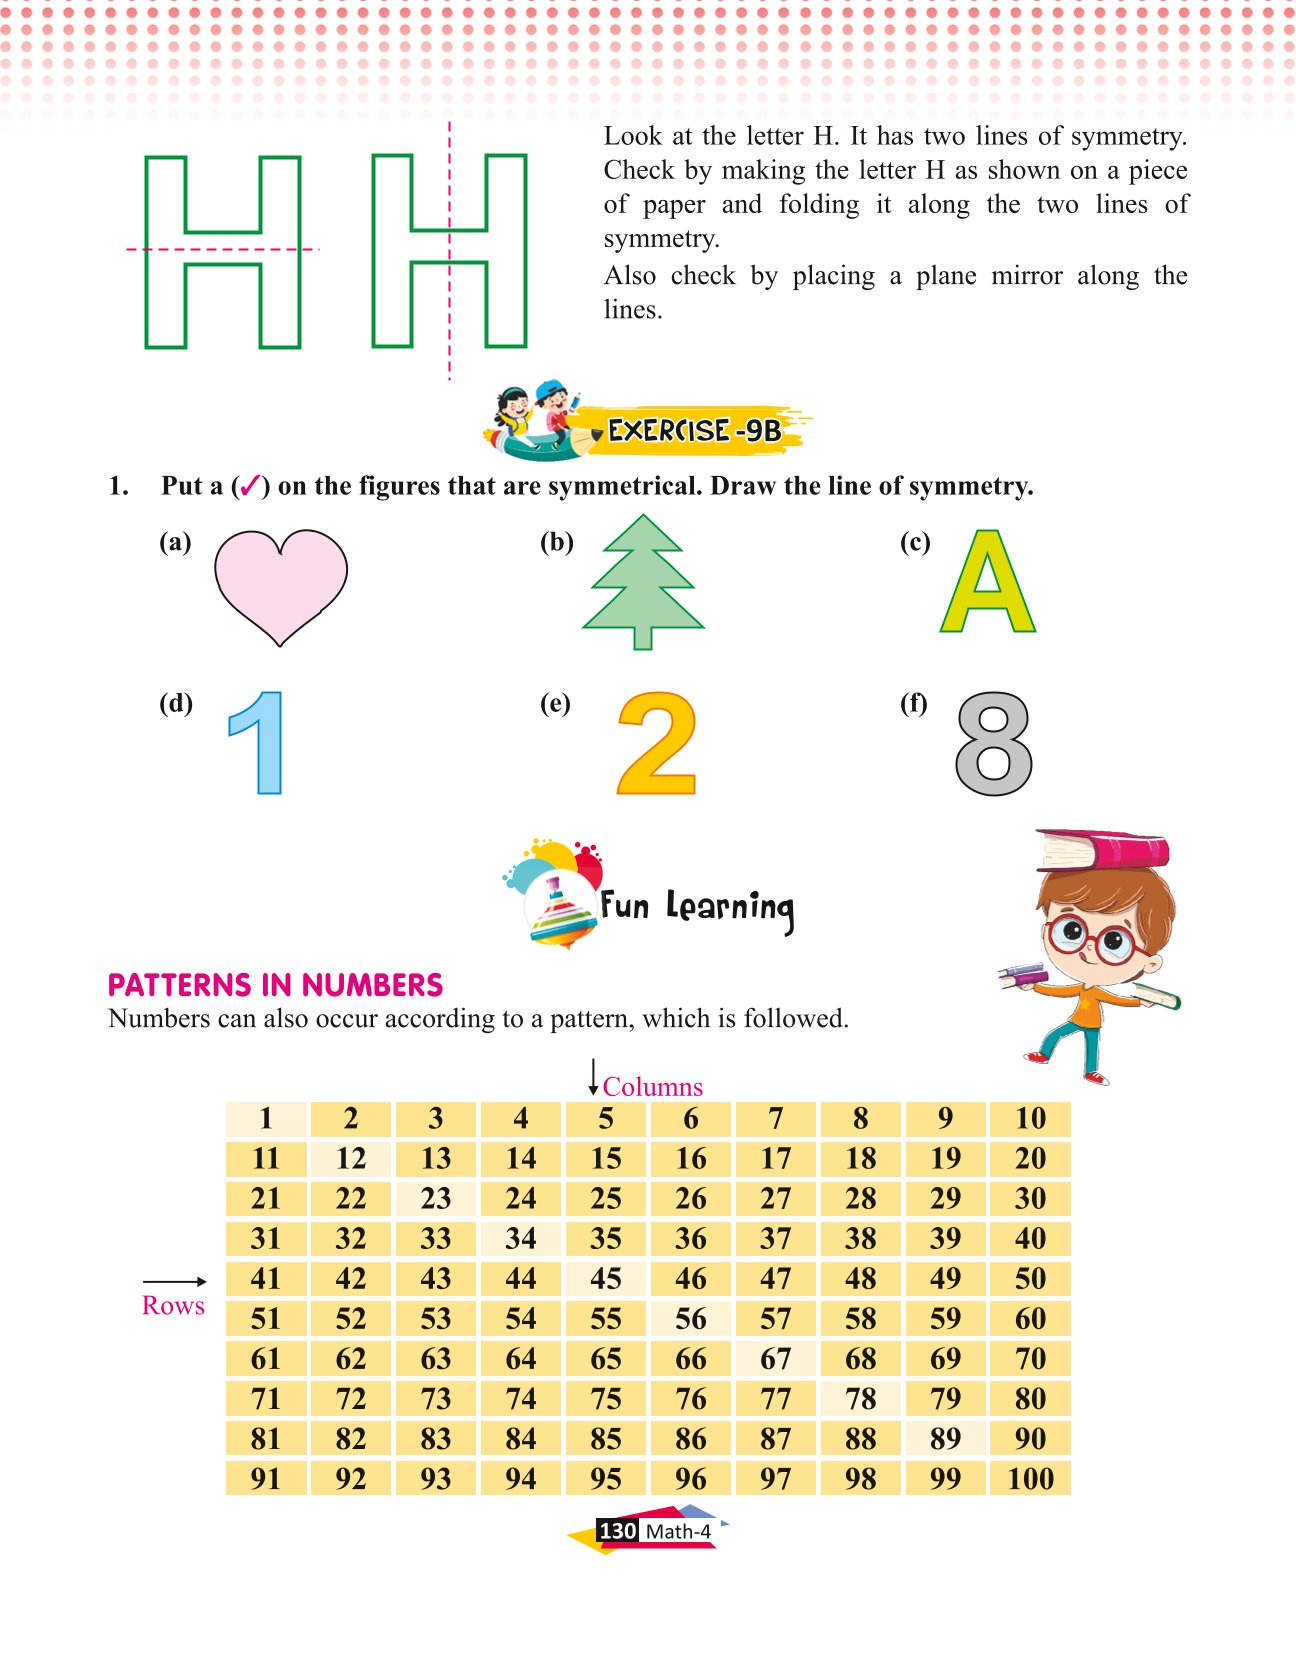 Look at the letter H. It has two lines of symmetry.
Check by making the letter H as shown on a piece
of paper and folding it along the two lines of
symmetry.
Also check by placing a plane mirror along the
lines.
EXERCISE -9B
1. Put a (✓) on the figures that are symmetrical. Draw the line of symmetry.
(a) (b) (c) A
(d) 1 (e) 2 (f) 8
Fun Learning
PATTERNS IN NUMBERS
Numbers can also occur according to a pattern, which is followed.
Columns
1 2 3 4 5 6 7 8 9 10
11 12 13 14 15 16 17 18 19 20
21 22 23 24 25 26 27 28 29 30
31 32 33 34 35 36 37 38 39 40
41 42 43 44 45 46 47 48 49 50
Rows
51 52 53 54 55 56 57 58 59 60
61 62 63 64 65 66 67 68 69 70
71 72 73 74 75 76 77 78 79 80
81 82 83 84 85 86 87 88 89 90
91 92 93 94 95 96 97 98 99 100
130 Math-4